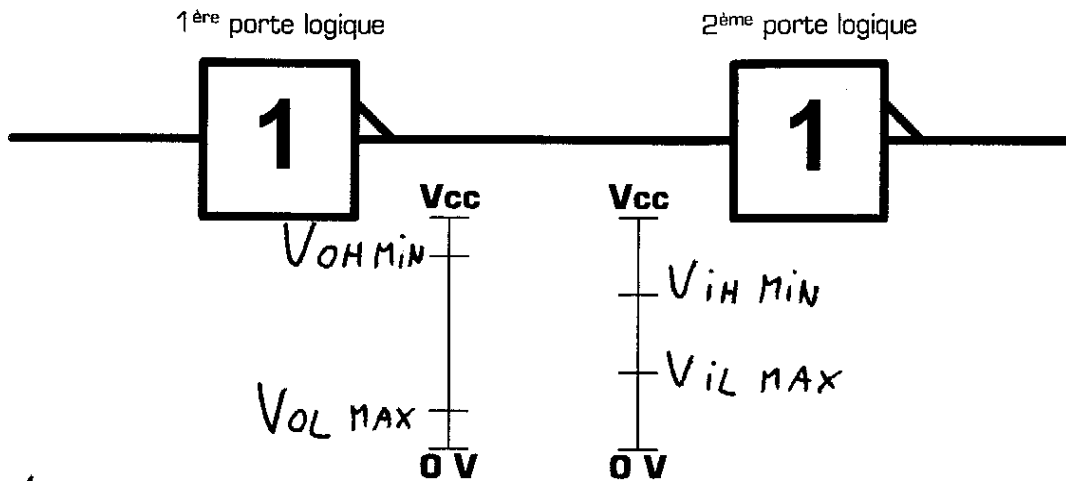 1ère porte logique
2ème porte logique
1
1
Vcc
Vcc
VOH MiN
ViH MiN
ViL MAX
VOL MAX
0 V
0 V